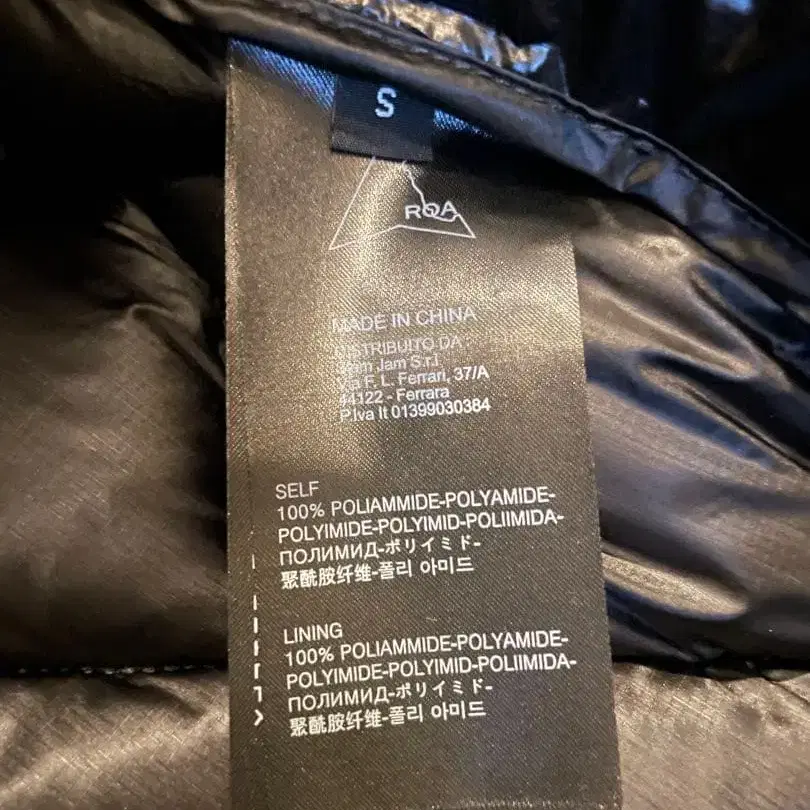 S
ROA
MADE IN CHINA
DISTRIBUITO DA :
Jam S.r.l
Via F. L. Ferrari, 37/A
44122 - Ferrara
P.Iva It 01399030384
SELF
100% POLIAMMIDE-POLYAMIDE-
POLYIMIDE-POLYIMID-POLIIMIDA-
ПОЛИМИД-ポリイミド-
聚酰胺纤维-폴리 아미드
LINING
100% POLIAMMIDE-POLYAMIDE-
POLYIMIDE-POLYIMID-POLIIMIDA-
ПОЛИМИД-ポリイミド-
聚酰胺纤维-폴리 아미드